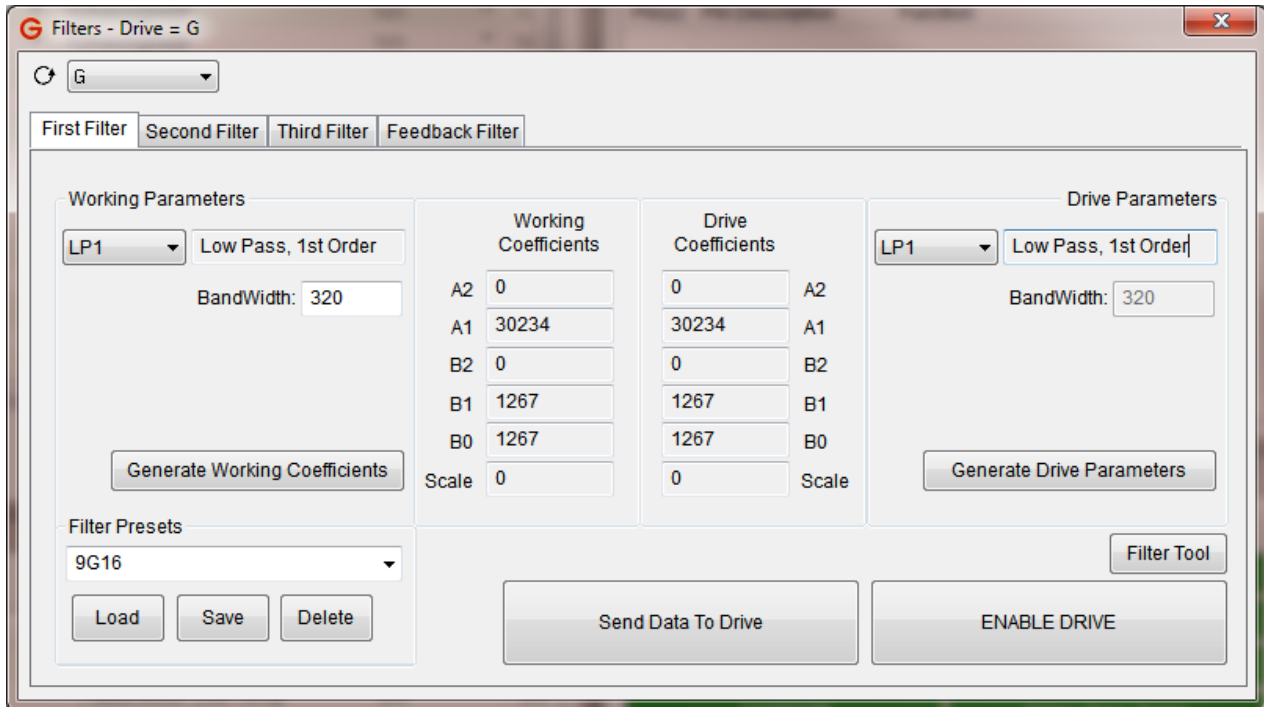 G Filters - Drive = G
G
First Filter Second Filter Third Filter Feedback Filter
Working Parameters
LP1 Low Pass, 1st Order
BandWidth: 320
Generate Working Coefficients
Working
Coefficients
Drive
Coefficients
A2 0 0 A2
A1 30234 30234 A1
B2 0 0 B2
B1 1267 1267 B1
B0 1267 1267 B0
Scale 0 0 Scale
Drive Parameters
LP1 Low Pass, 1st Order
BandWidth: 320
Generate Drive Parameters
Filter Presets
9G16
Load Save Delete
Filter Tool
Send Data To Drive
ENABLE DRIVE